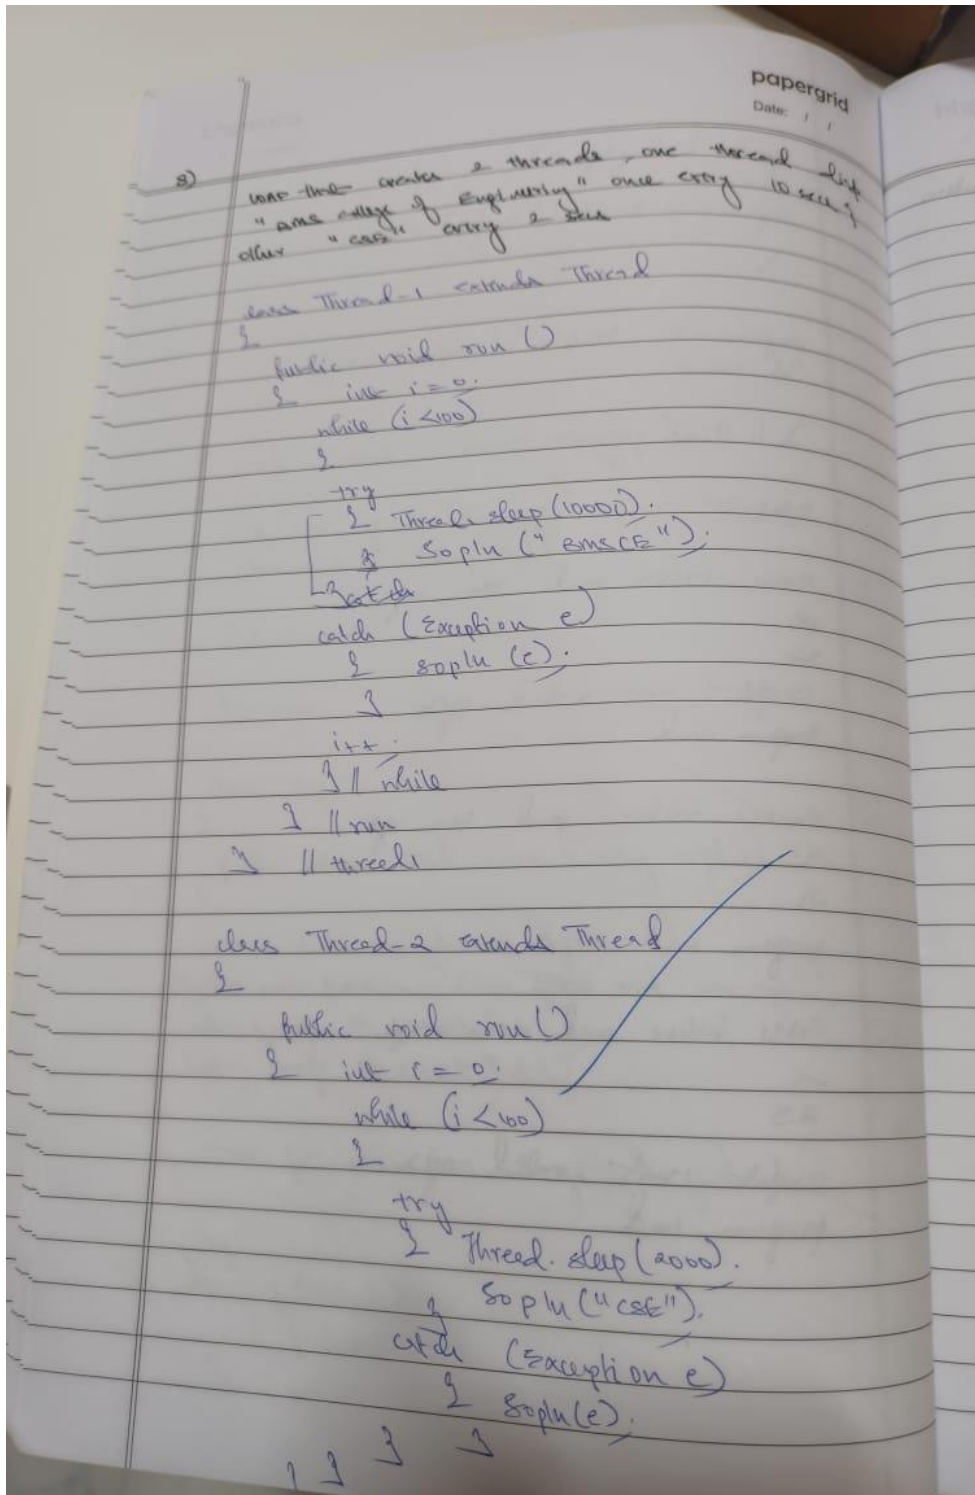 papergrid
Date: / /
8) WAP that creates 2 threads, one thread disp
"BMS college of Engineering" once every 10 secs &
other "CSE" every 2 secs
class Thread-1 extends Thread
{
public void run ()
{ int i = 0;
while (i < 100)
{
try
{ Thread. sleep (10000);
Sopln (" BMSCE ");
}
catch (Exception e)
{ sopln (e);
}
i++ ;
} // while
} // run
} // thread1
class Thread-2 extends Thread
{
public void run ()
{ int i = 0;
while (i < 100)
{
try
{ Thread. sleep (2000);
Sopln ("CSE");
}
catch (Exception e)
{ Sopln(e);
} }
} }